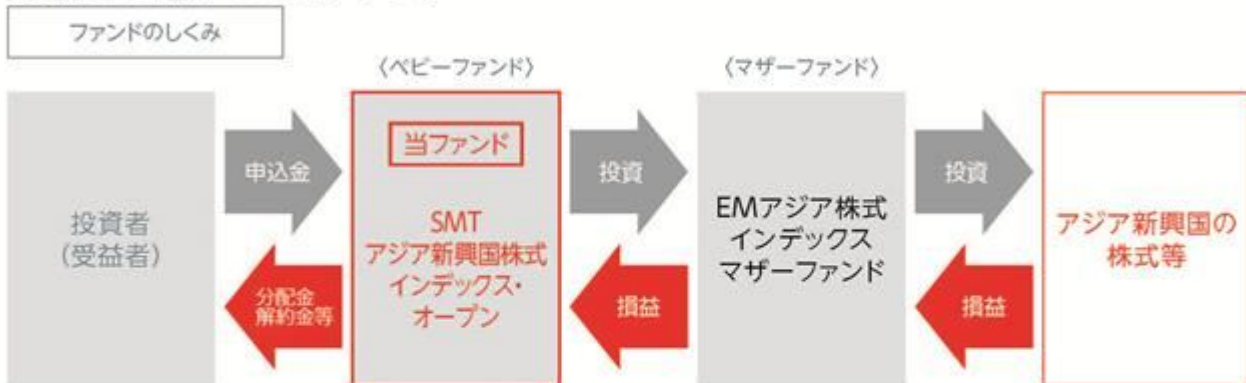 ファンドのしくみ
〈ベビーファンド〉
〈マザーファンド〉
投資者
(受益者)
申込金
分配金
解約金等
当ファンド
SMT
アジア新興国株式
インデックス・
オープン
投資
損益
EMアジア株式
インデックス
マザーファンド
投資
損益
アジア新興国の
株式等